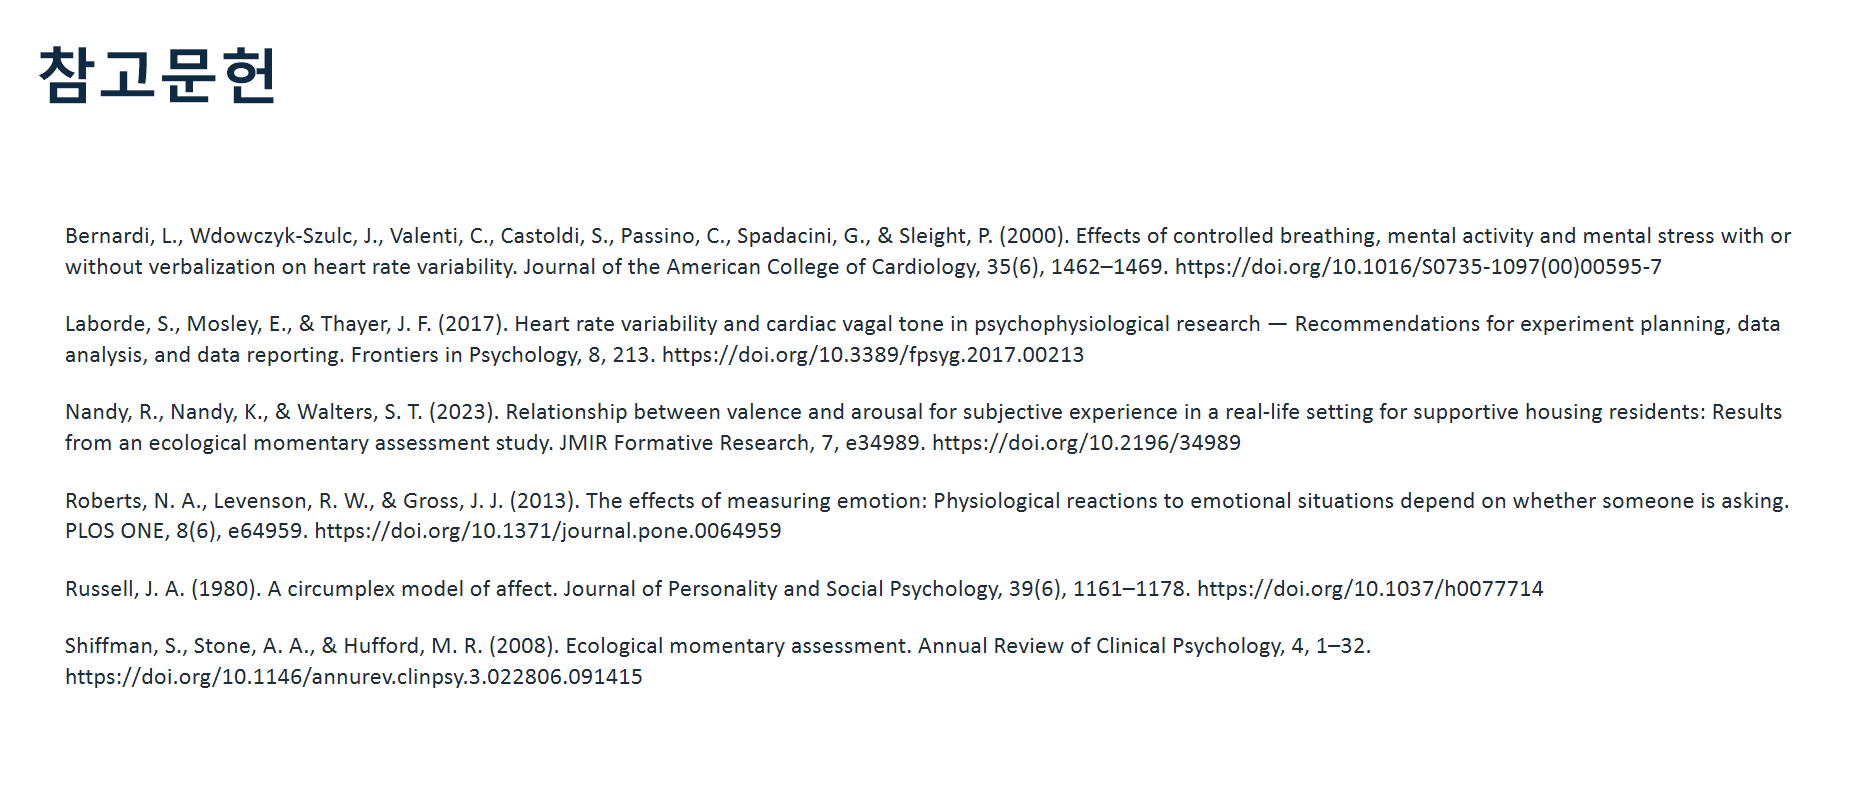 참고문헌
Bernardi, L., Wdowczyk-Szulc, J., Valenti, C., Castoldi, S., Passino, C., Spadacini, G., & Sleight, P. (2000). Effects of controlled breathing, mental activity and mental stress with or
without verbalization on heart rate variability. Journal of the American College of Cardiology, 35(6), 1462–1469. https://doi.org/10.1016/S0735-1097(00)00595-7
Laborde, S., Mosley, E., & Thayer, J. F. (2017). Heart rate variability and cardiac vagal tone in psychophysiological research — Recommendations for experiment planning, data
analysis, and data reporting. Frontiers in Psychology, 8, 213. https://doi.org/10.3389/fpsyg.2017.00213
Nandy, R., Nandy, K., & Walters, S. T. (2023). Relationship between valence and arousal for subjective experience in a real-life setting for supportive housing residents: Results
from an ecological momentary assessment study. JMIR Formative Research, 7, e34989. https://doi.org/10.2196/34989
Roberts, N. A., Levenson, R. W., & Gross, J. J. (2013). The effects of measuring emotion: Physiological reactions to emotional situations depend on whether someone is asking.
PLOS ONE, 8(6), e64959. https://doi.org/10.1371/journal.pone.0064959
Russell, J. A. (1980). A circumplex model of affect. Journal of Personality and Social Psychology, 39(6), 1161–1178. https://doi.org/10.1037/h0077714
Shiffman, S., Stone, A. A., & Hufford, M. R. (2008). Ecological momentary assessment. Annual Review of Clinical Psychology, 4, 1–32.
https://doi.org/10.1146/annurev.clinpsy.3.022806.091415